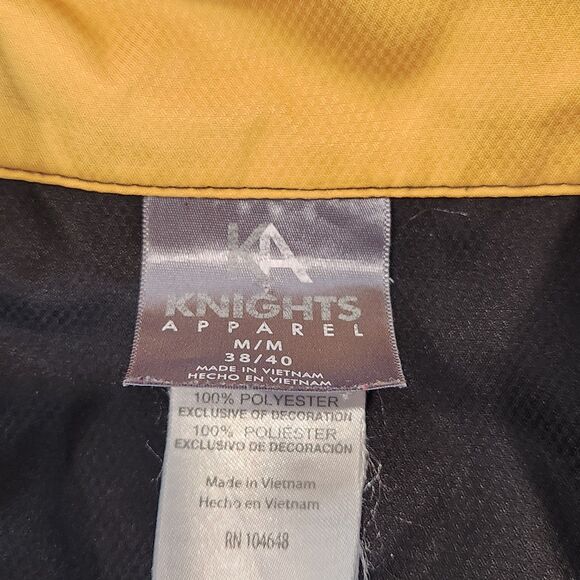 KA
KNIGHTS
APPAREL
M/M
38/40
MADE IN VIETNAM
HECHO EN VIETNAM
100% POLYESTER
EXCLUSIVE OF DECORATION
100% POLIESTER
EXCLUSIVO DE DECORACIÓN
Made in Vietnam
Hecho en Vietnam
RN 104648